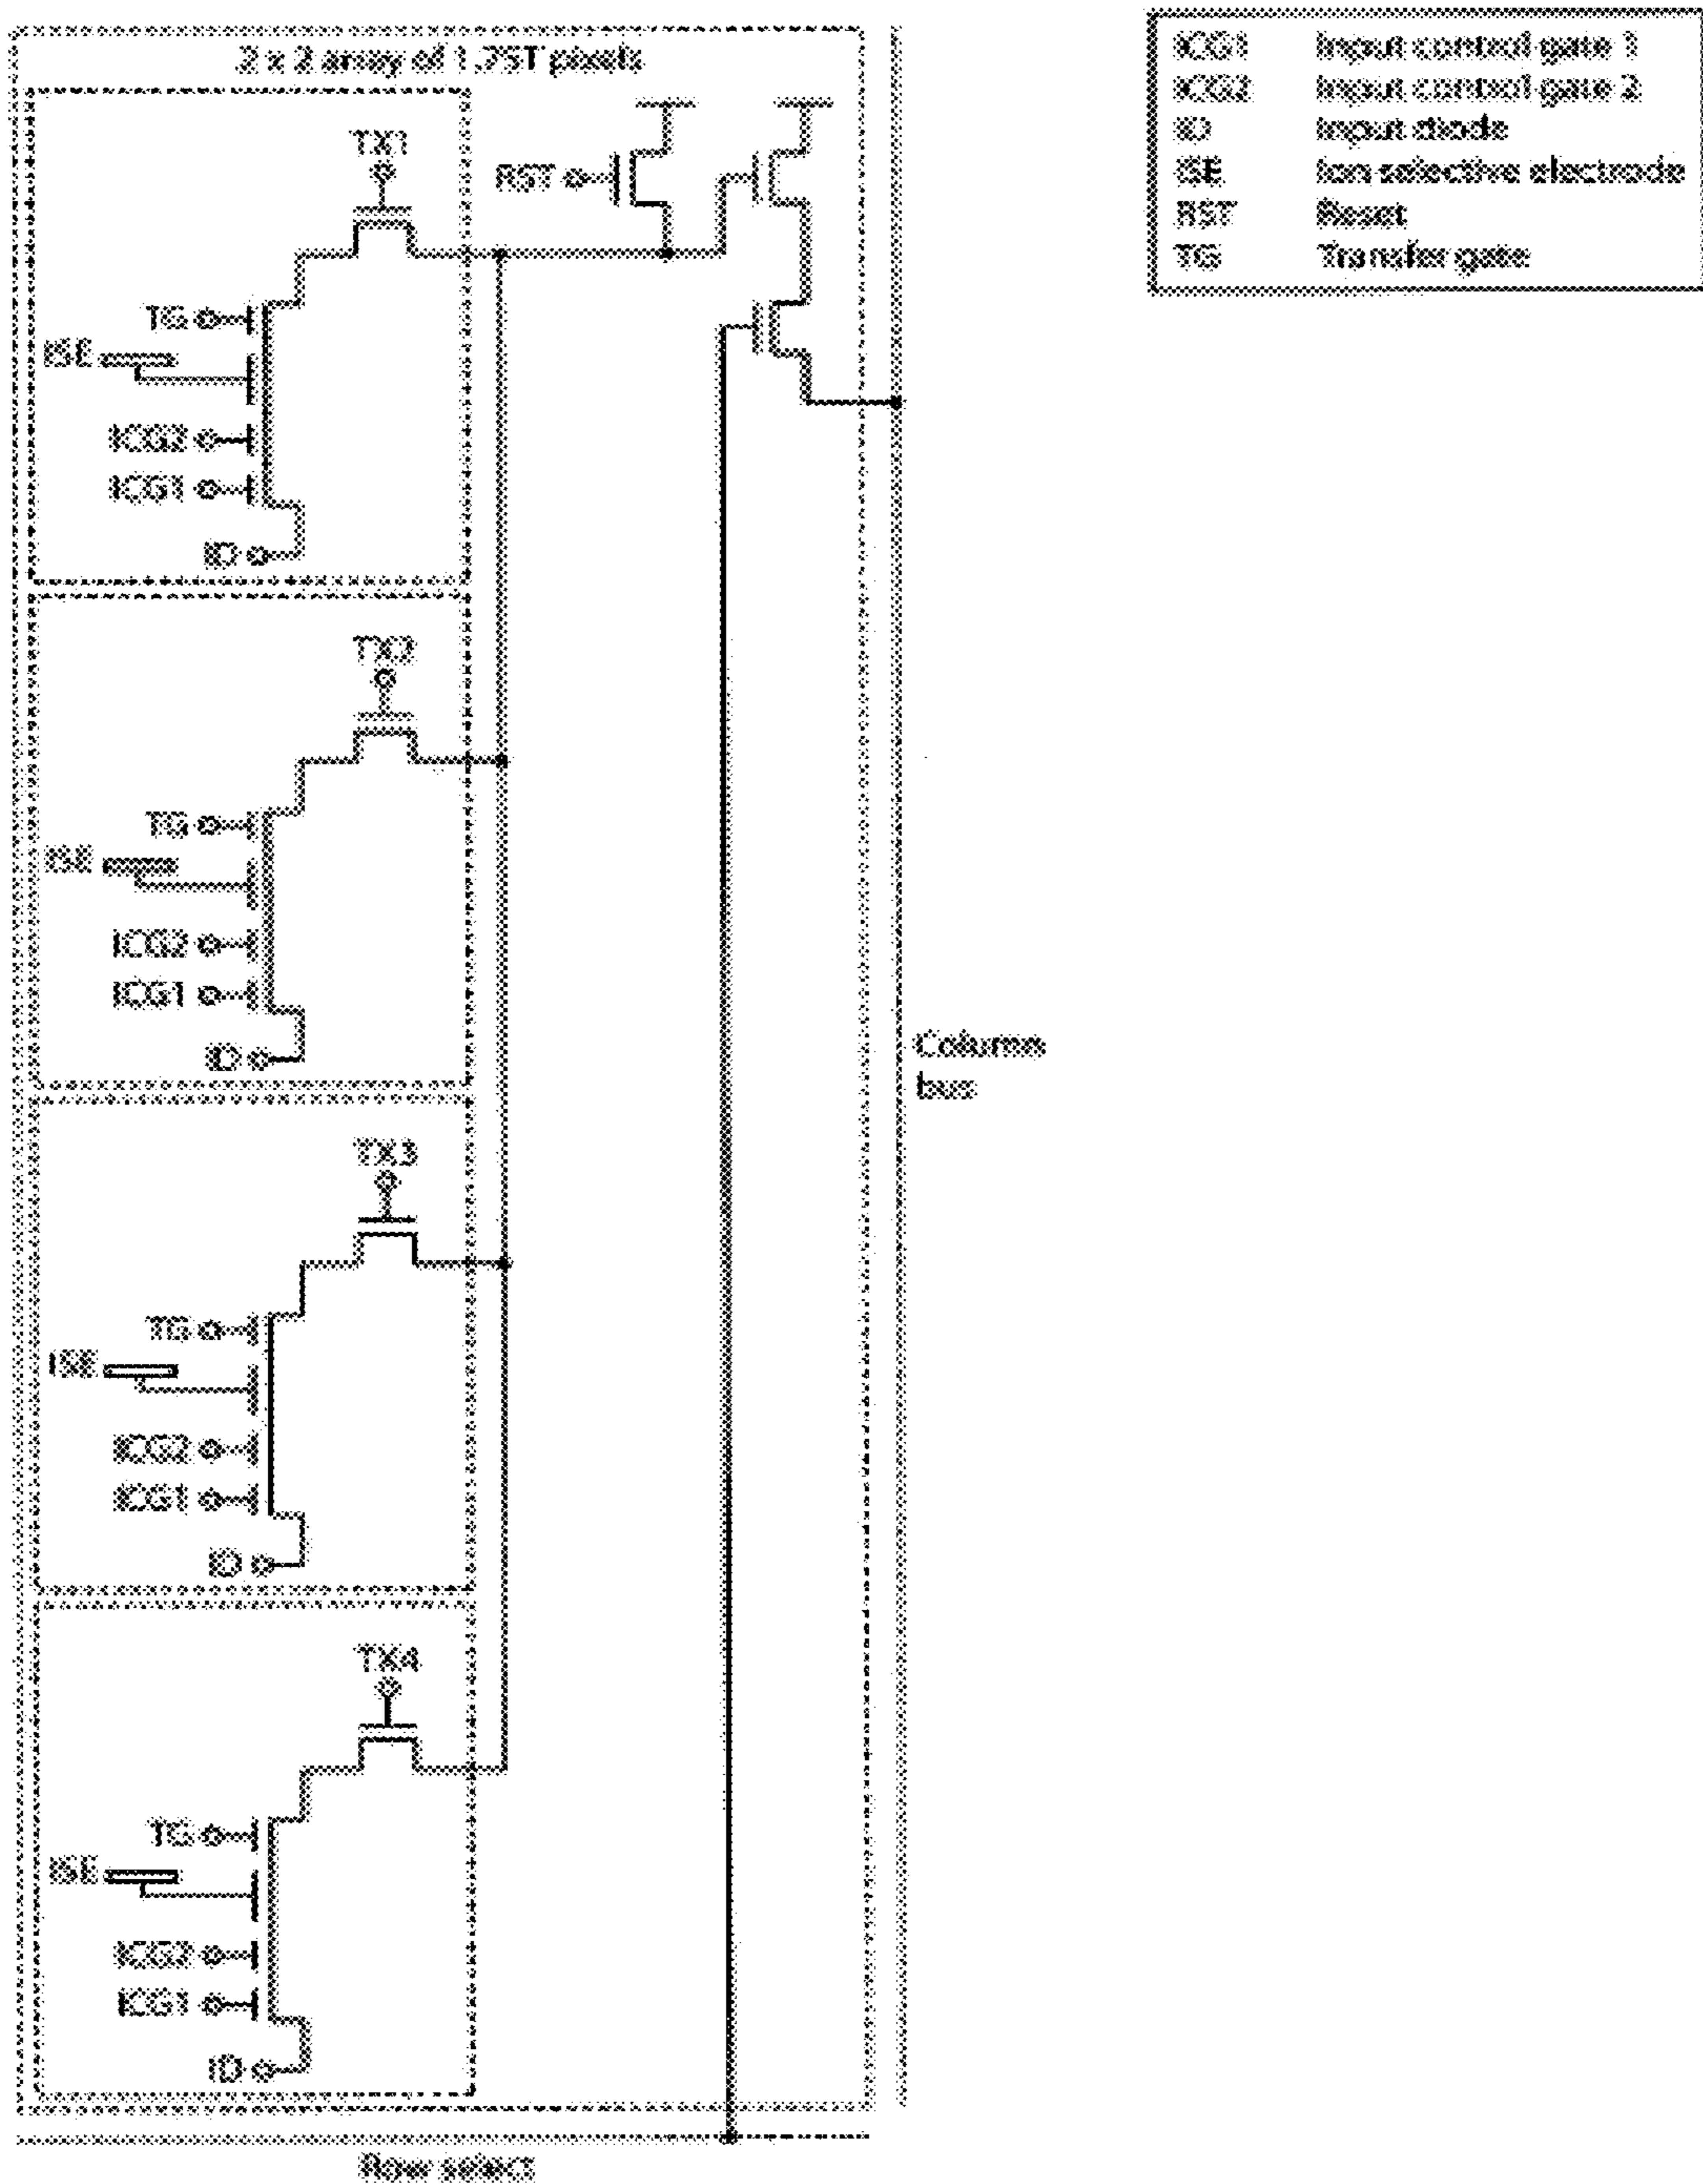 2 x 2 array of 1.75T pixels
TX1
RST
TG
ISE
ICG2
ICG1
ID
TX2
TG
ISE
ICG2
ICG1
ID
TX3
TG
ISE
ICG2
ICG1
ID
TX4
TG
ISE
ICG2
ICG1
ID
Column
bus
Row select
ICG1 Input control gate 1
ICG2 Input control gate 2
ID Input diode
ISE Ion selective electrode
RST Reset
TG Transfer gate